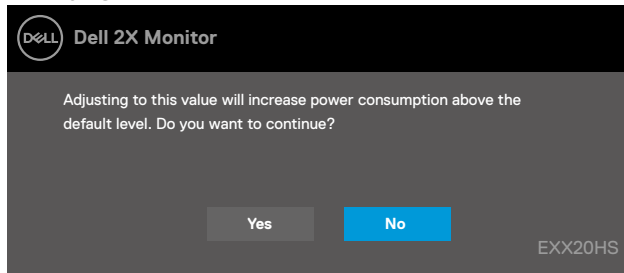 DELL Dell 2X Monitor
Adjusting to this value will increase power consumption above the
default level. Do you want to continue?
Yes No
EXX20HS